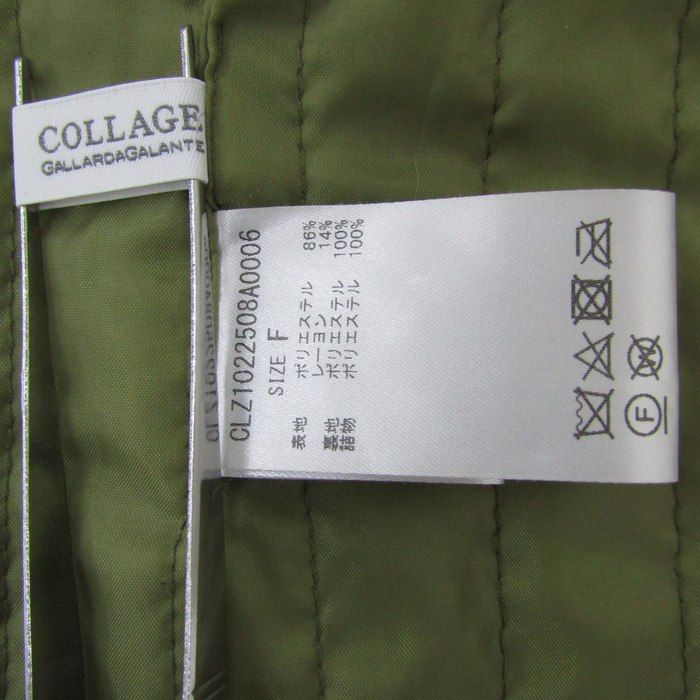 COLLAGE
GALLARDAGALANTE
CLZ1022508A0006
SIZE F
表地 ポリエステル 86%
レーヨン 14%
裏地 ポリエステル 100%
詰物 ポリエステル 100%
F
W